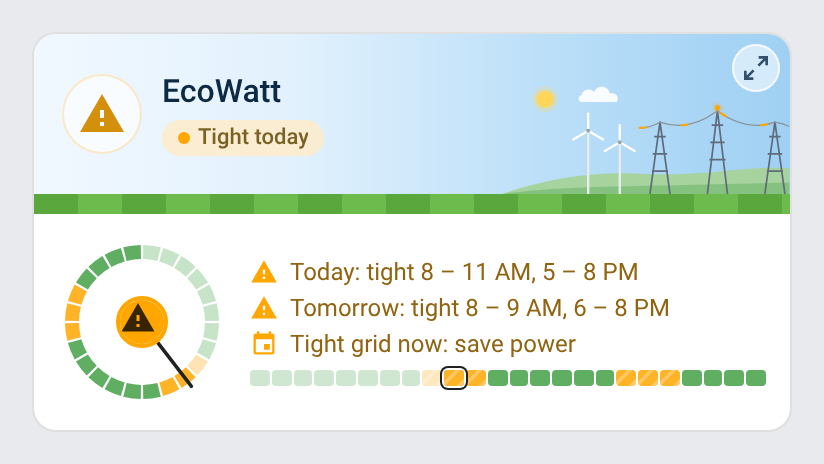 EcoWatt
Tight today
Today: tight 8 – 11 AM, 5 – 8 PM
Tomorrow: tight 8 – 9 AM, 6 – 8 PM
Tight grid now: save power